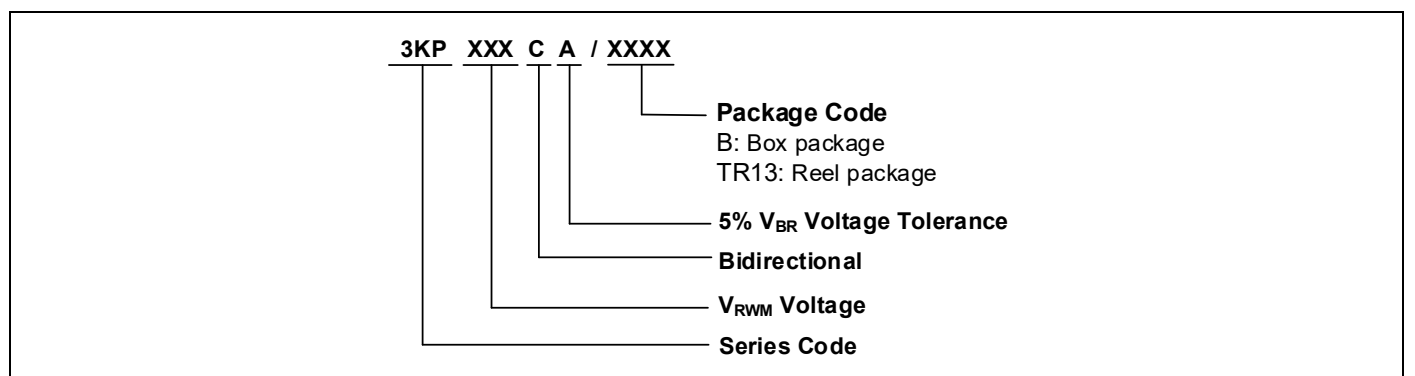 3KP XXX C A / XXXX
Package Code
B: Box package
TR13: Reel package
5% VBR Voltage Tolerance
Bidirectional
VRWM Voltage
Series Code